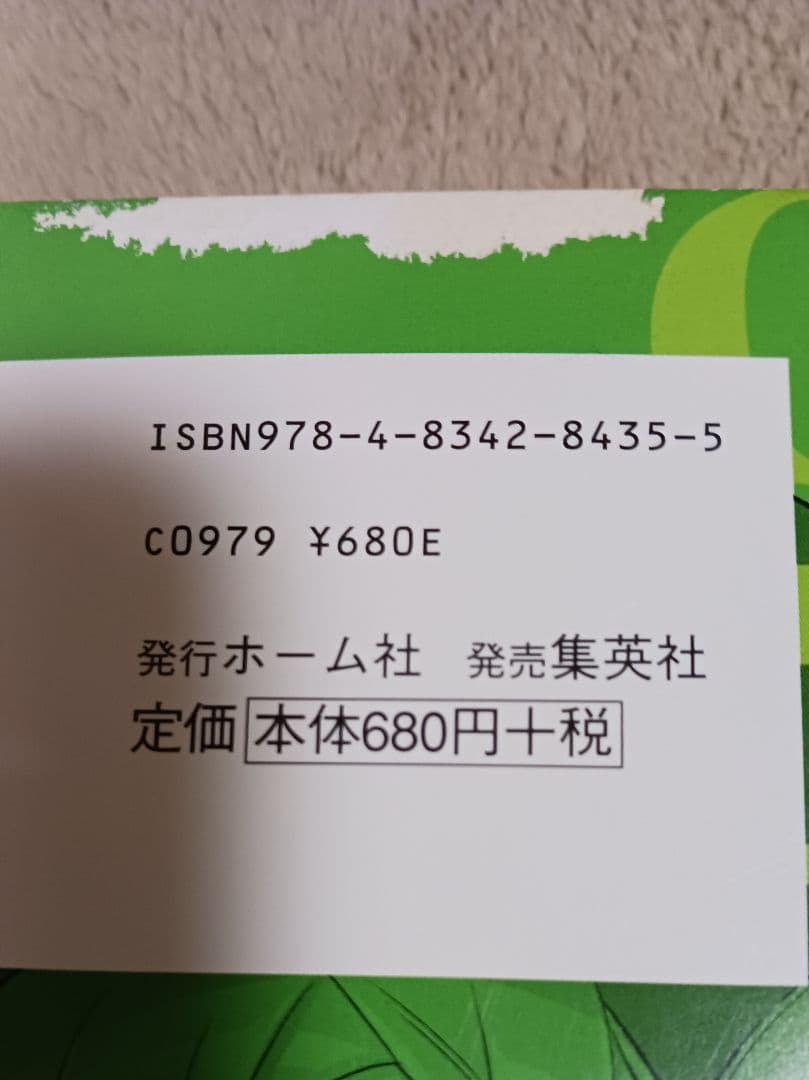 ISBN978-4-8342-8435-5
C0979 ¥680E
発行ホーム社 発売集英社
定価 本体680円+税